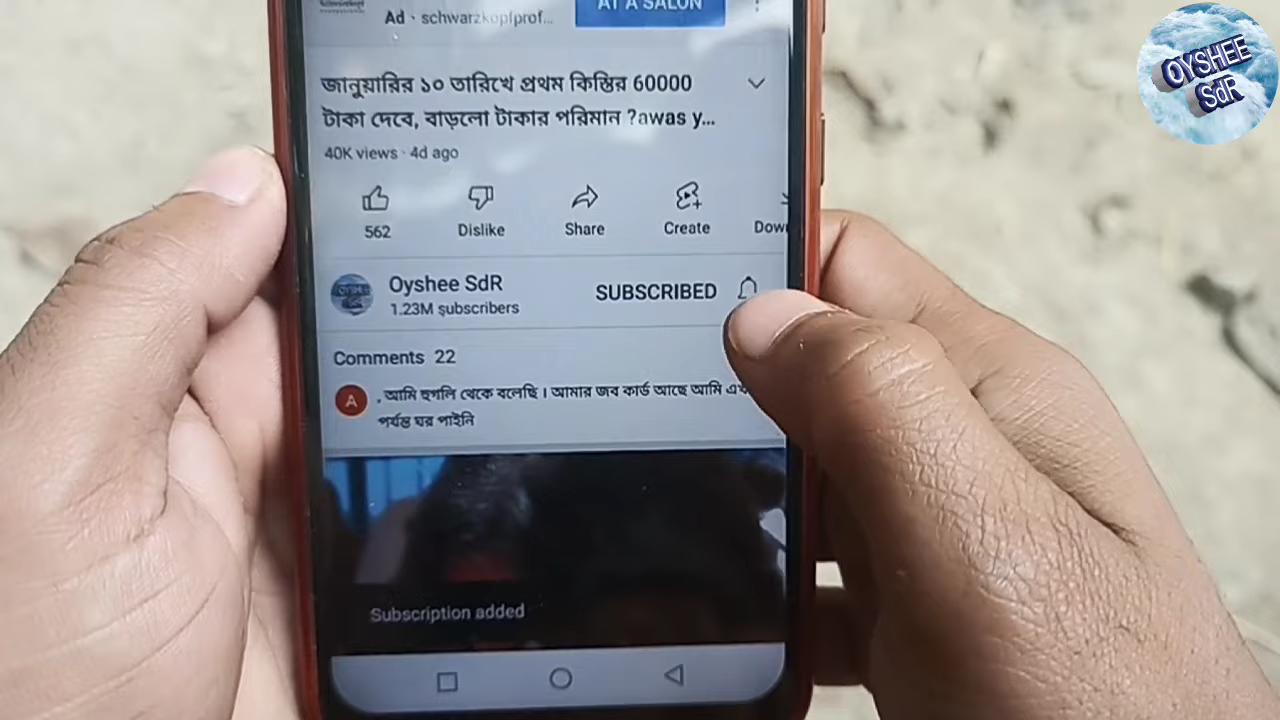 AT A SALON
Ad · schwarzkopfprof...
জানুয়ারির ১০ তারিখে প্রথম কিস্তির 60000
টাকা দেবে, বাড়লো টাকার পরিমান ?awas y...
40K views · 4d ago
562
Dislike
Share
Create
Down
Oyshee SdR
1.23M subscribers
SUBSCRIBED
Comments 22
A
, আমি হুগলি থেকে বলেছি । আমার জব কার্ড আছে আমি
পর্যন্ত ঘর পাইনি
Subscription added
OYSHEE
SdR